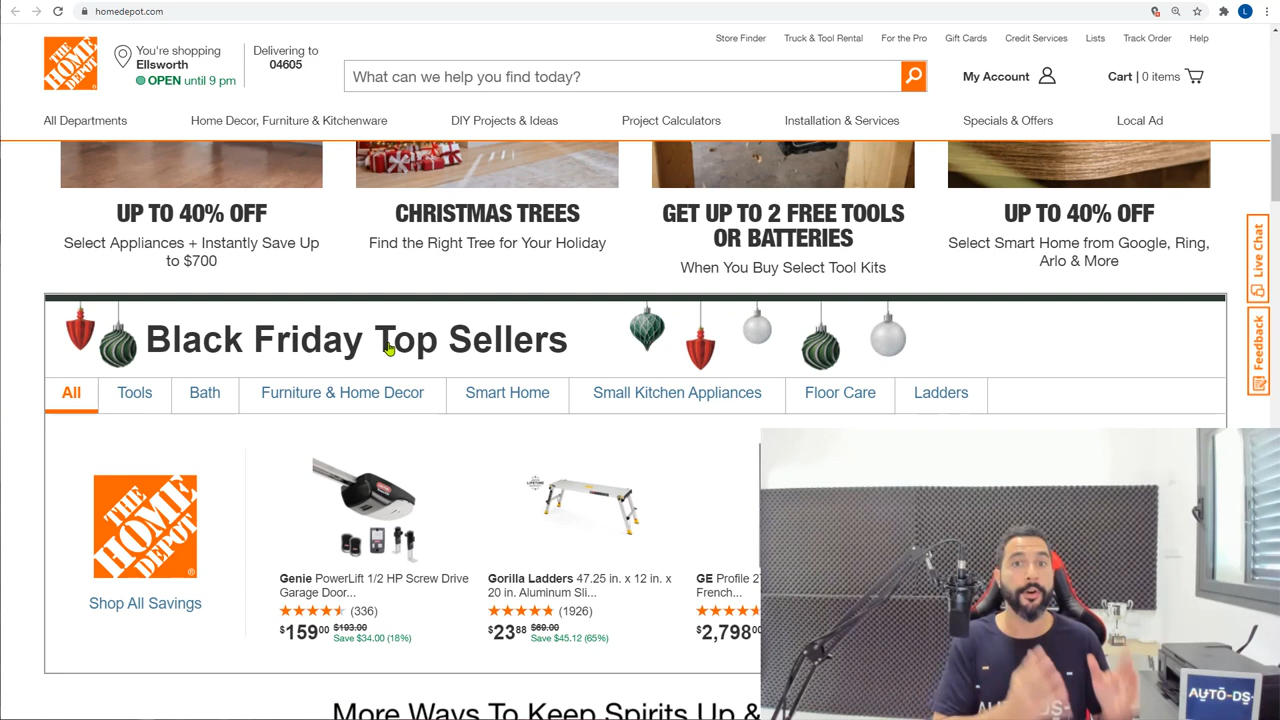 homedepot.com
L
THE HOME DEPOT
You're shopping
Ellsworth
OPEN until 9 pm
Delivering to
04605
Store Finder
Truck & Tool Rental
For the Pro
Gift Cards
Credit Services
Lists
Track Order
Help
What can we help you find today?
My Account
Cart | 0 items
All Departments
Home Decor, Furniture & Kitchenware
DIY Projects & Ideas
Project Calculators
Installation & Services
Specials & Offers
Local Ad
UP TO 40% OFF
Select Appliances + Instantly Save Up
to $700
CHRISTMAS TREES
Find the Right Tree for Your Holiday
GET UP TO 2 FREE TOOLS
OR BATTERIES
When You Buy Select Tool Kits
UP TO 40% OFF
Select Smart Home from Google, Ring,
Arlo & More
Live Chat
Feedback
Black Friday Top Sellers
All
Tools
Bath
Furniture & Home Decor
Smart Home
Small Kitchen Appliances
Floor Care
Ladders
THE HOME DEPOT
Shop All Savings
Genie PowerLift 1/2 HP Screw Drive
Garage Door...
(336)
$15900 $193.00
Save $34.00 (18%)
Gorilla Ladders 47.25 in. x 12 in. x
20 in. Aluminum Sli...
(1926)
$2388 $69.00
Save $45.12 (65%)
GE Profile 2
French...
$2,79800
AUTO-DS
AUTO-DS
More Ways To Keep Spirits Up &